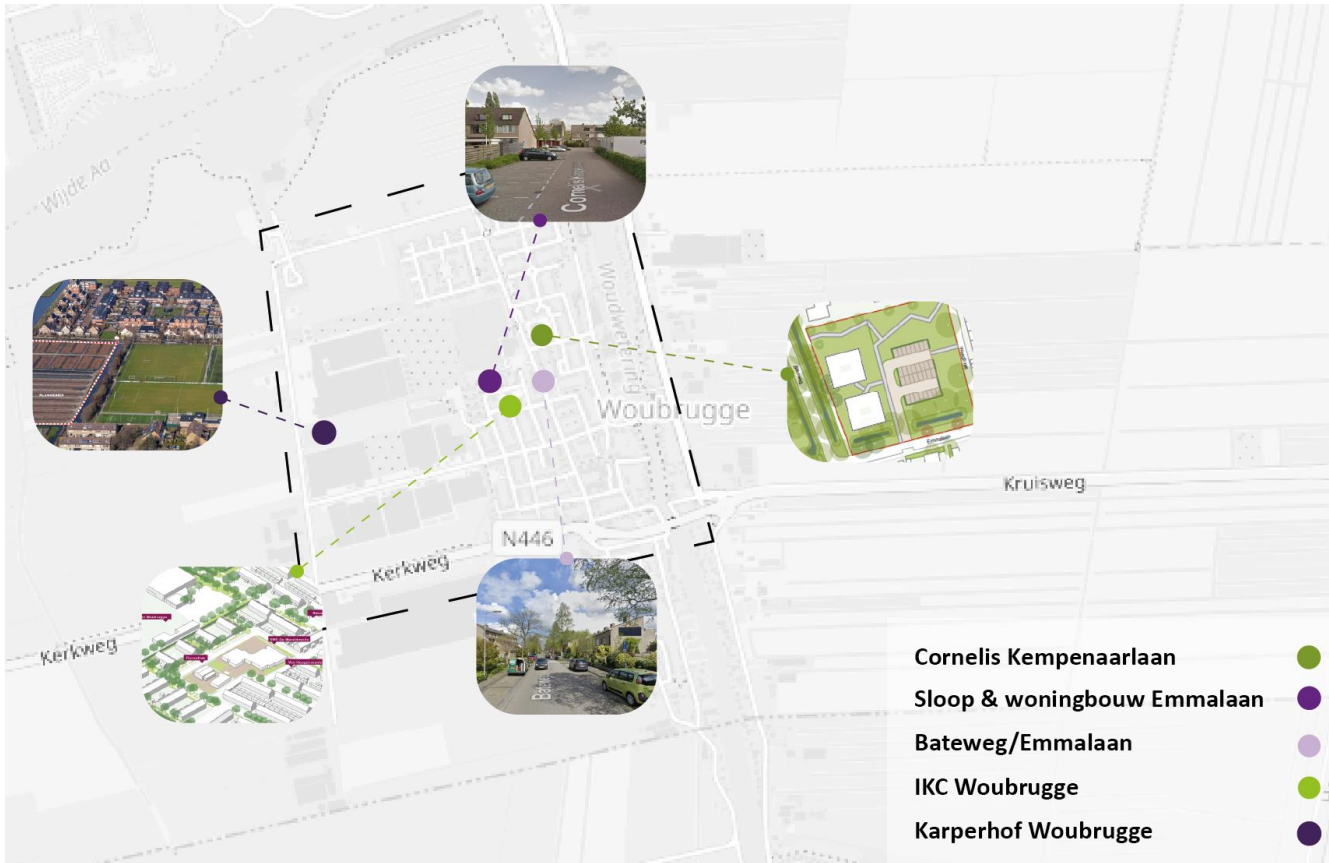 Wijde Aa
Cornelis
Woudwetering
Woubrugge
Emmalaan
Kruisweg
N446
Kerkweg
Kerkweg
Cornelis Kempenaarlaan
Sloop & woningbouw Emmalaan
Bateweg/Emmalaan
IKC Woubrugge
Karperhof Woubrugge